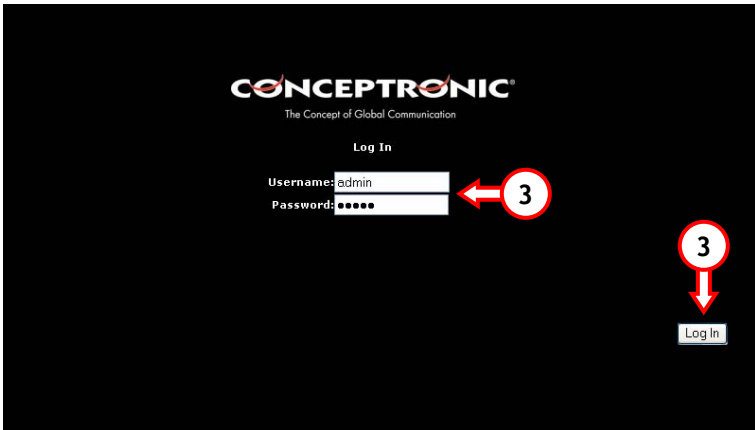 CONCEPTRONIC®
The Concept of Global Communication
Log In
Username: admin
Password: •••••
3
3
Log In